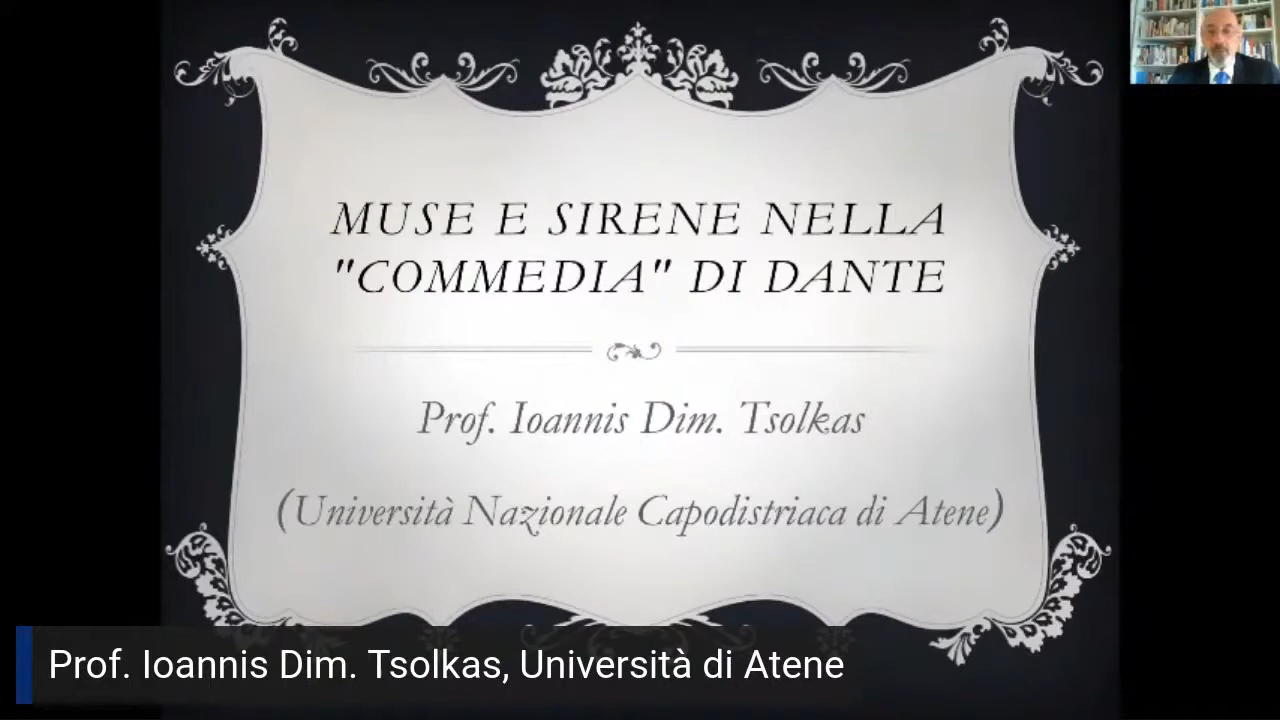 MUSE E SIRENE NELLA
"COMMEDIA" DI DANTE
Prof. Ioannis Dim. Tsolkas
(Università Nazionale Capodistriaca di Atene)
Prof. Ioannis Dim. Tsolkas, Università di Atene